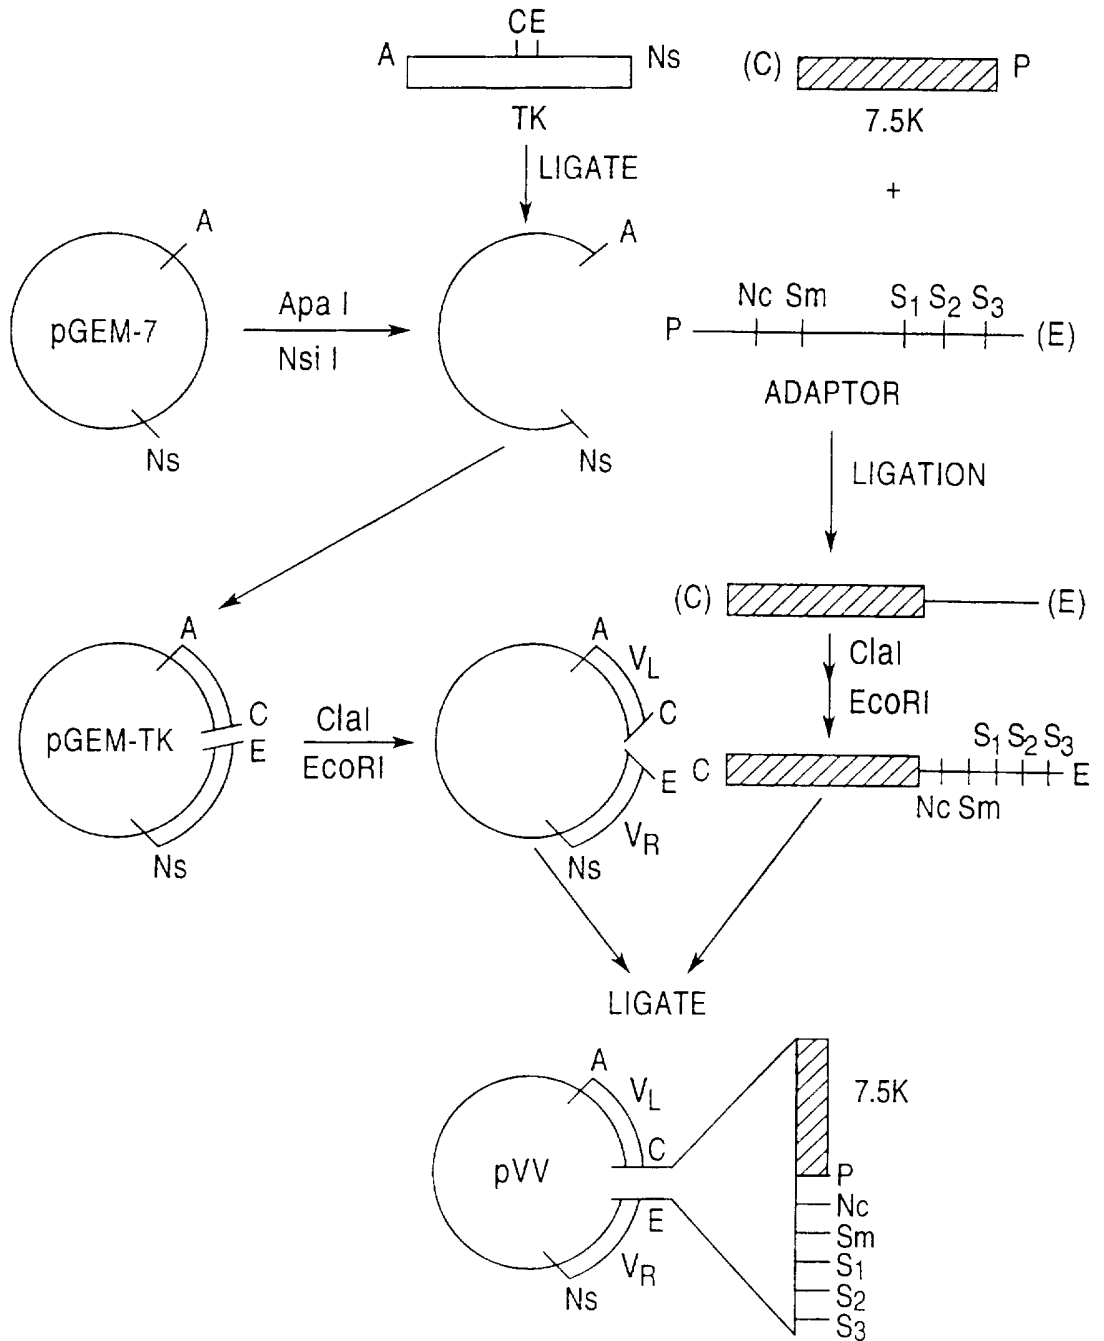 CE
A Ns
TK
LIGATE
(C) P
7.5K
+
A
pGEM-7
Ns
Apa I
Nsi I
A
Ns
Nc Sm S1 S2 S3
P (E)
ADAPTOR
LIGATION
(C) (E)
ClaI
EcoRI
A
pGEM-TK
C
E
Ns
ClaI
EcoRI
A
VL
C
E
VR
Ns
S1 S2 S3
C E
Nc Sm
LIGATE
A
VL
C
pVV
E
VR
Ns
7.5K
P
Nc
Sm
S1
S2
S3